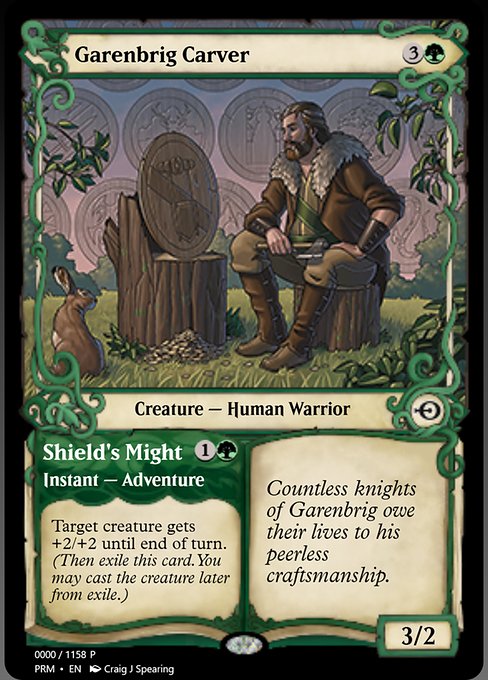 Garenbrig Carver 3
Creature — Human Warrior
Shield's Might 1
Instant — Adventure
Target creature gets
+2/+2 until end of turn.
(Then exile this card. You
may cast the creature later
from exile.)
Countless knights
of Garenbrig owe
their lives to his
peerless
craftsmanship.
3/2
0000 / 1158 P
PRM • EN Craig J Spearing